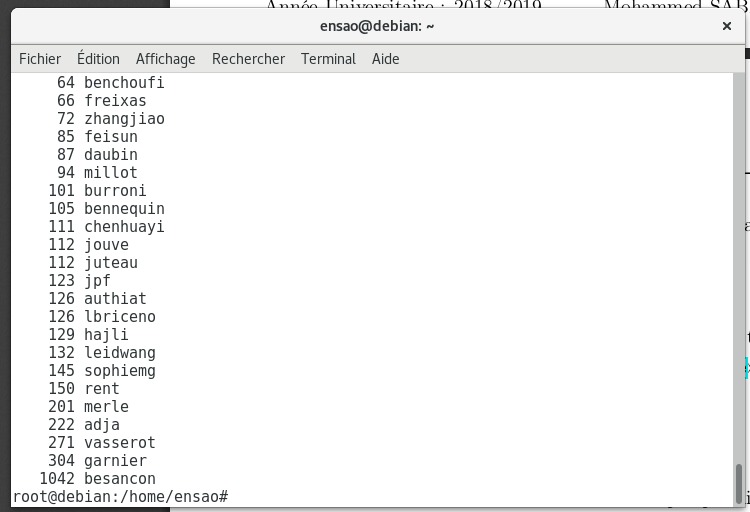 Année Universitaire : 2018/2019 Mohammed SAB
ensao@debian: ~
Fichier Édition Affichage Rechercher Terminal Aide
64 benchoufi
66 freixas
72 zhangjiao
85 feisun
87 daubin
94 millot
101 burroni
105 bennequin
111 chenhuayi
112 jouve
112 juteau
123 jpf
126 authiat
126 lbriceno
129 hajli
132 leidwang
145 sophiemg
150 rent
201 merle
222 adja
271 vasserot
304 garnier
1042 besancon
root@debian:/home/ensao#